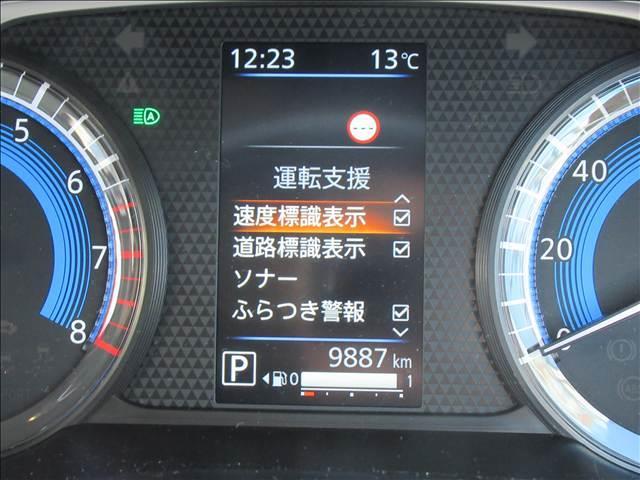 12:23 13℃
---
運転支援
速度標識表示
道路標識表示
ソナー
ふらつき警報
9887 km
P
0 1
A
5
6
7
8
40
20
0